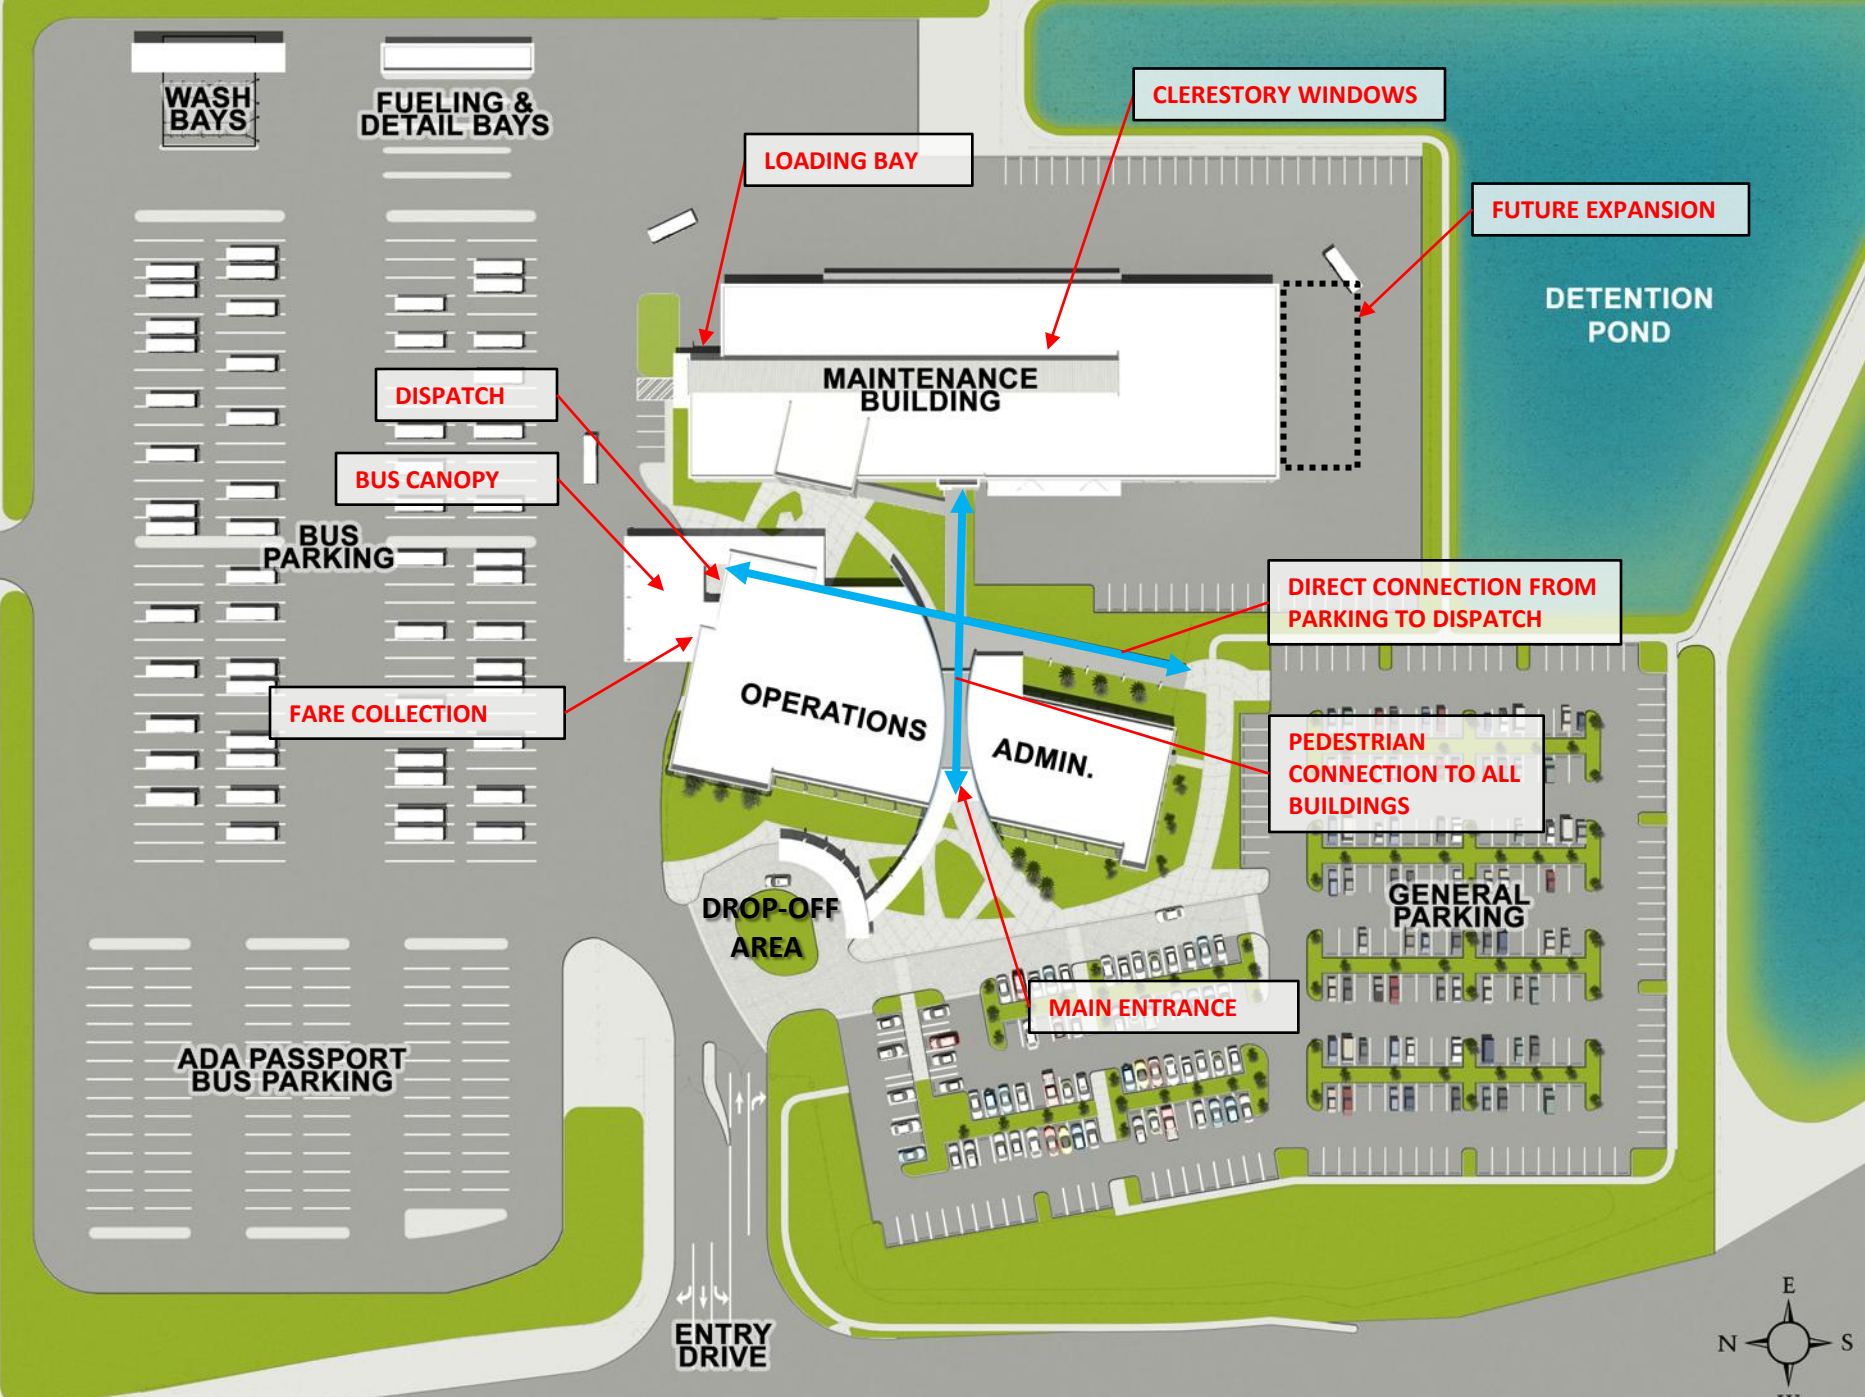 WASH
BAYS
FUELING &
DETAIL BAYS
CLERESTORY WINDOWS
LOADING BAY
FUTURE EXPANSION
DETENTION
POND
MAINTENANCE
BUILDING
DISPATCH
BUS CANOPY
BUS
PARKING
DIRECT CONNECTION FROM
PARKING TO DISPATCH
FARE COLLECTION
OPERATIONS
ADMIN.
PEDESTRIAN
CONNECTION TO ALL
BUILDINGS
DROP-OFF
AREA
GENERAL
PARKING
MAIN ENTRANCE
ADA PASSPORT
BUS PARKING
ENTRY
DRIVE
E
N
S
W